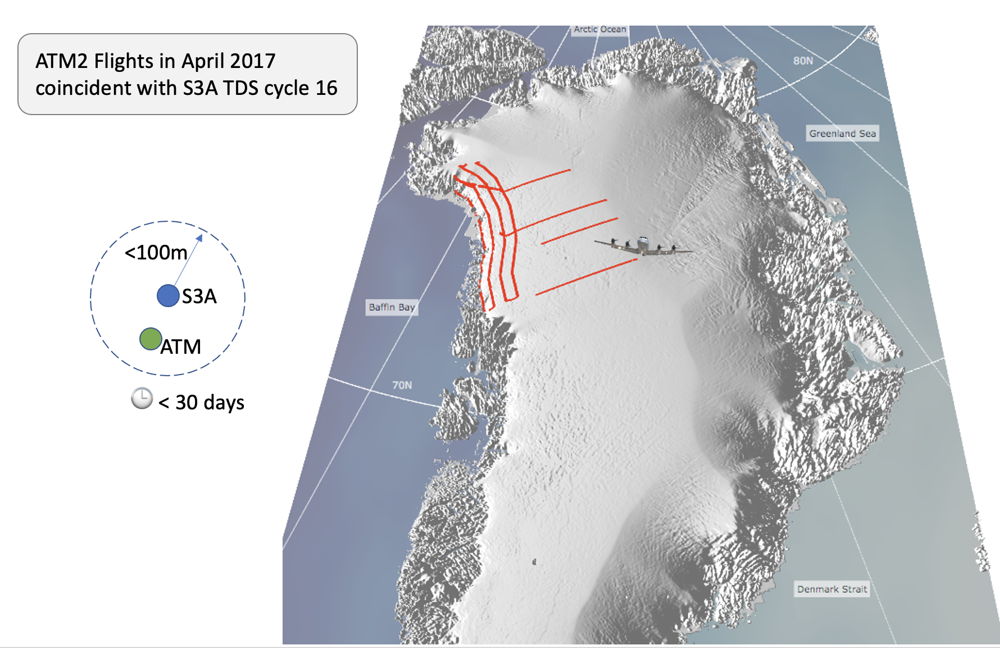 ATM2 Flights in April 2017
coincident with S3A TDS cycle 16
Arctic Ocean
80N
Greenland Sea
<100m
S3A
ATM
Baffin Bay
70N
< 30 days
Denmark Strait